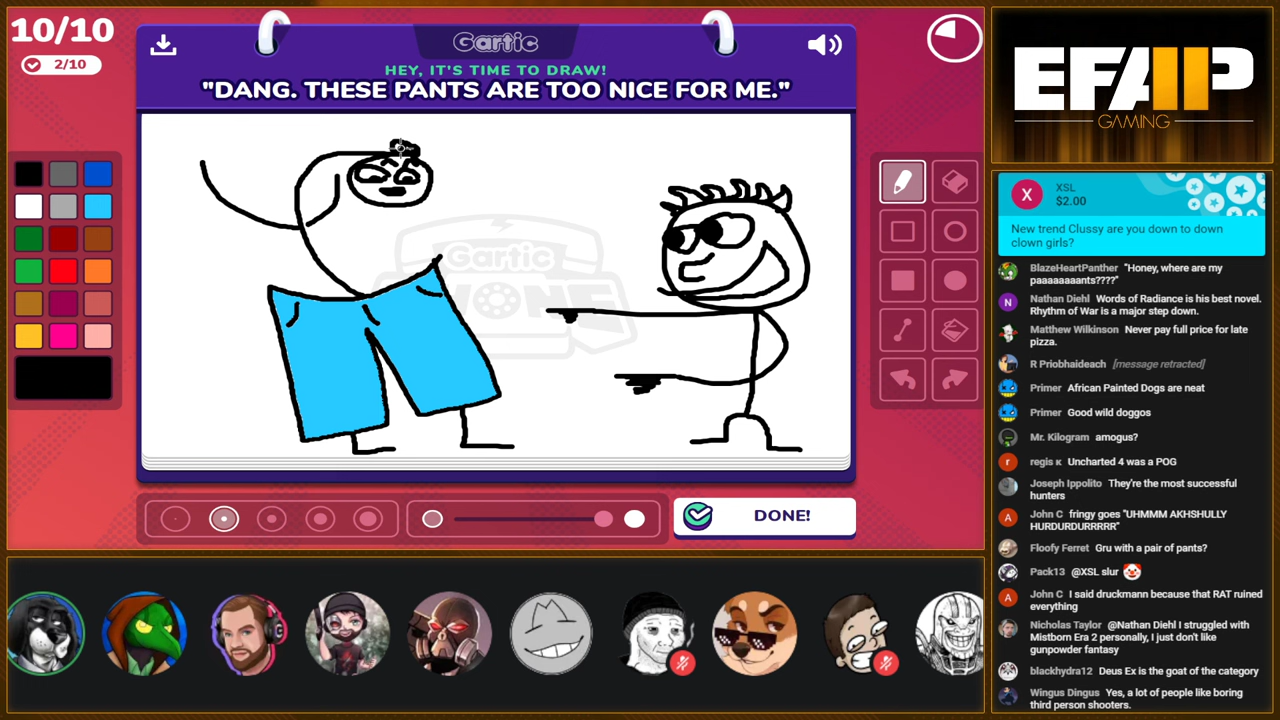 10/10
2/10
Gartic
HEY, IT'S TIME TO DRAW!
"DANG. THESE PANTS ARE TOO NICE FOR ME."
Gartic
DONE!
EFAP
GAMING
X
XSL
$2.00
New trend Clussy are you down to down
clown girls?
BlazeHeartPanther "Honey, where are my
paaaaaaaants????"
N
Nathan Diehl Words of Radiance is his best novel.
Rhythm of War is a major step down.
Matthew Wilkinson Never pay full price for late
pizza.
R Priobhaideach [message retracted]
Primer African Painted Dogs are neat
Primer Good wild doggos
Mr. Kilogram amogus?
r
regis κ Uncharted 4 was a POG
Joseph Ippolito They're the most successful
hunters
A
John C fringy goes "UHMMM AKHSHULLY
HURDURDURRRRR"
Floofy Ferret Gru with a pair of pants?
Pack13 @XSL slur
A
John C I said druckmann because that RAT ruined
everything
Nicholas Taylor @Nathan Diehl I struggled with
Mistborn Era 2 personally, I just don't like
gunpowder fantasy
blackhydra12 Deus Ex is the goat of the category
Wingus Dingus Yes, a lot of people like boring
third person shooters.